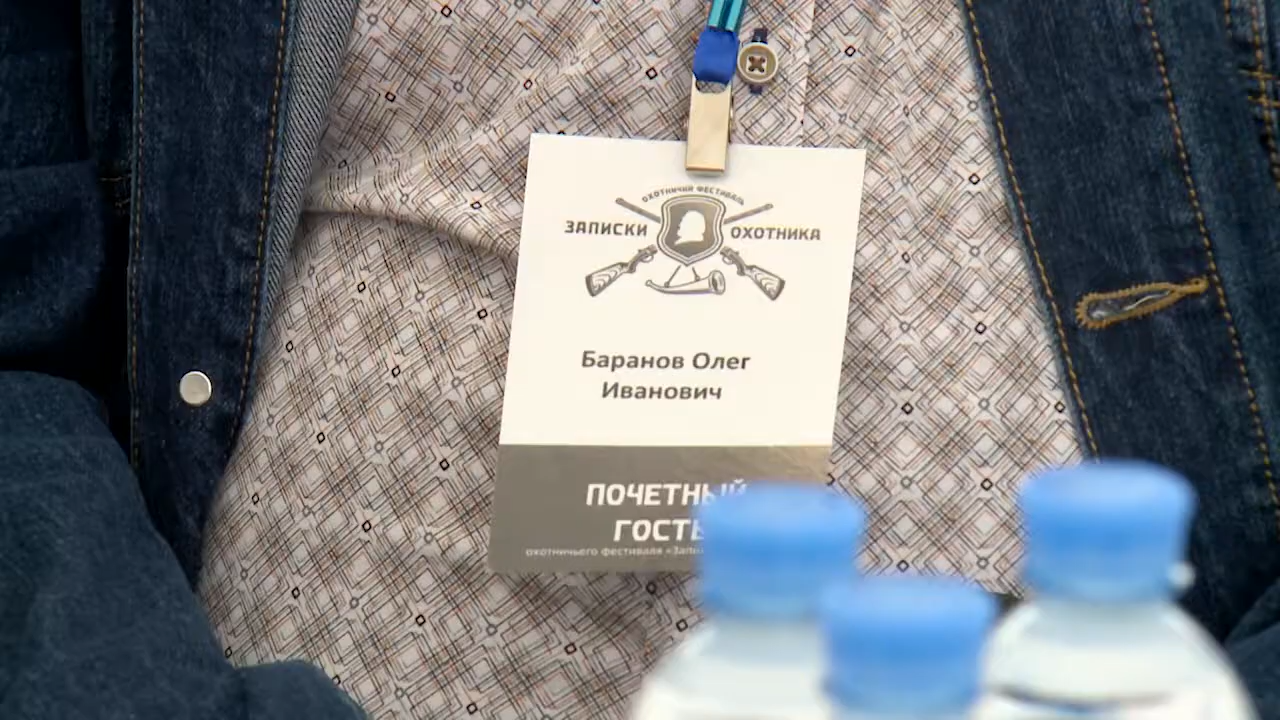 ОХОТНИЧИЙ ФЕСТИВАЛЬ
ЗАПИСКИ ОХОТНИКА
Баранов Олег
Иванович
ПОЧЕТНЫЙ
ГОСТЬ
охотничьего фестиваля